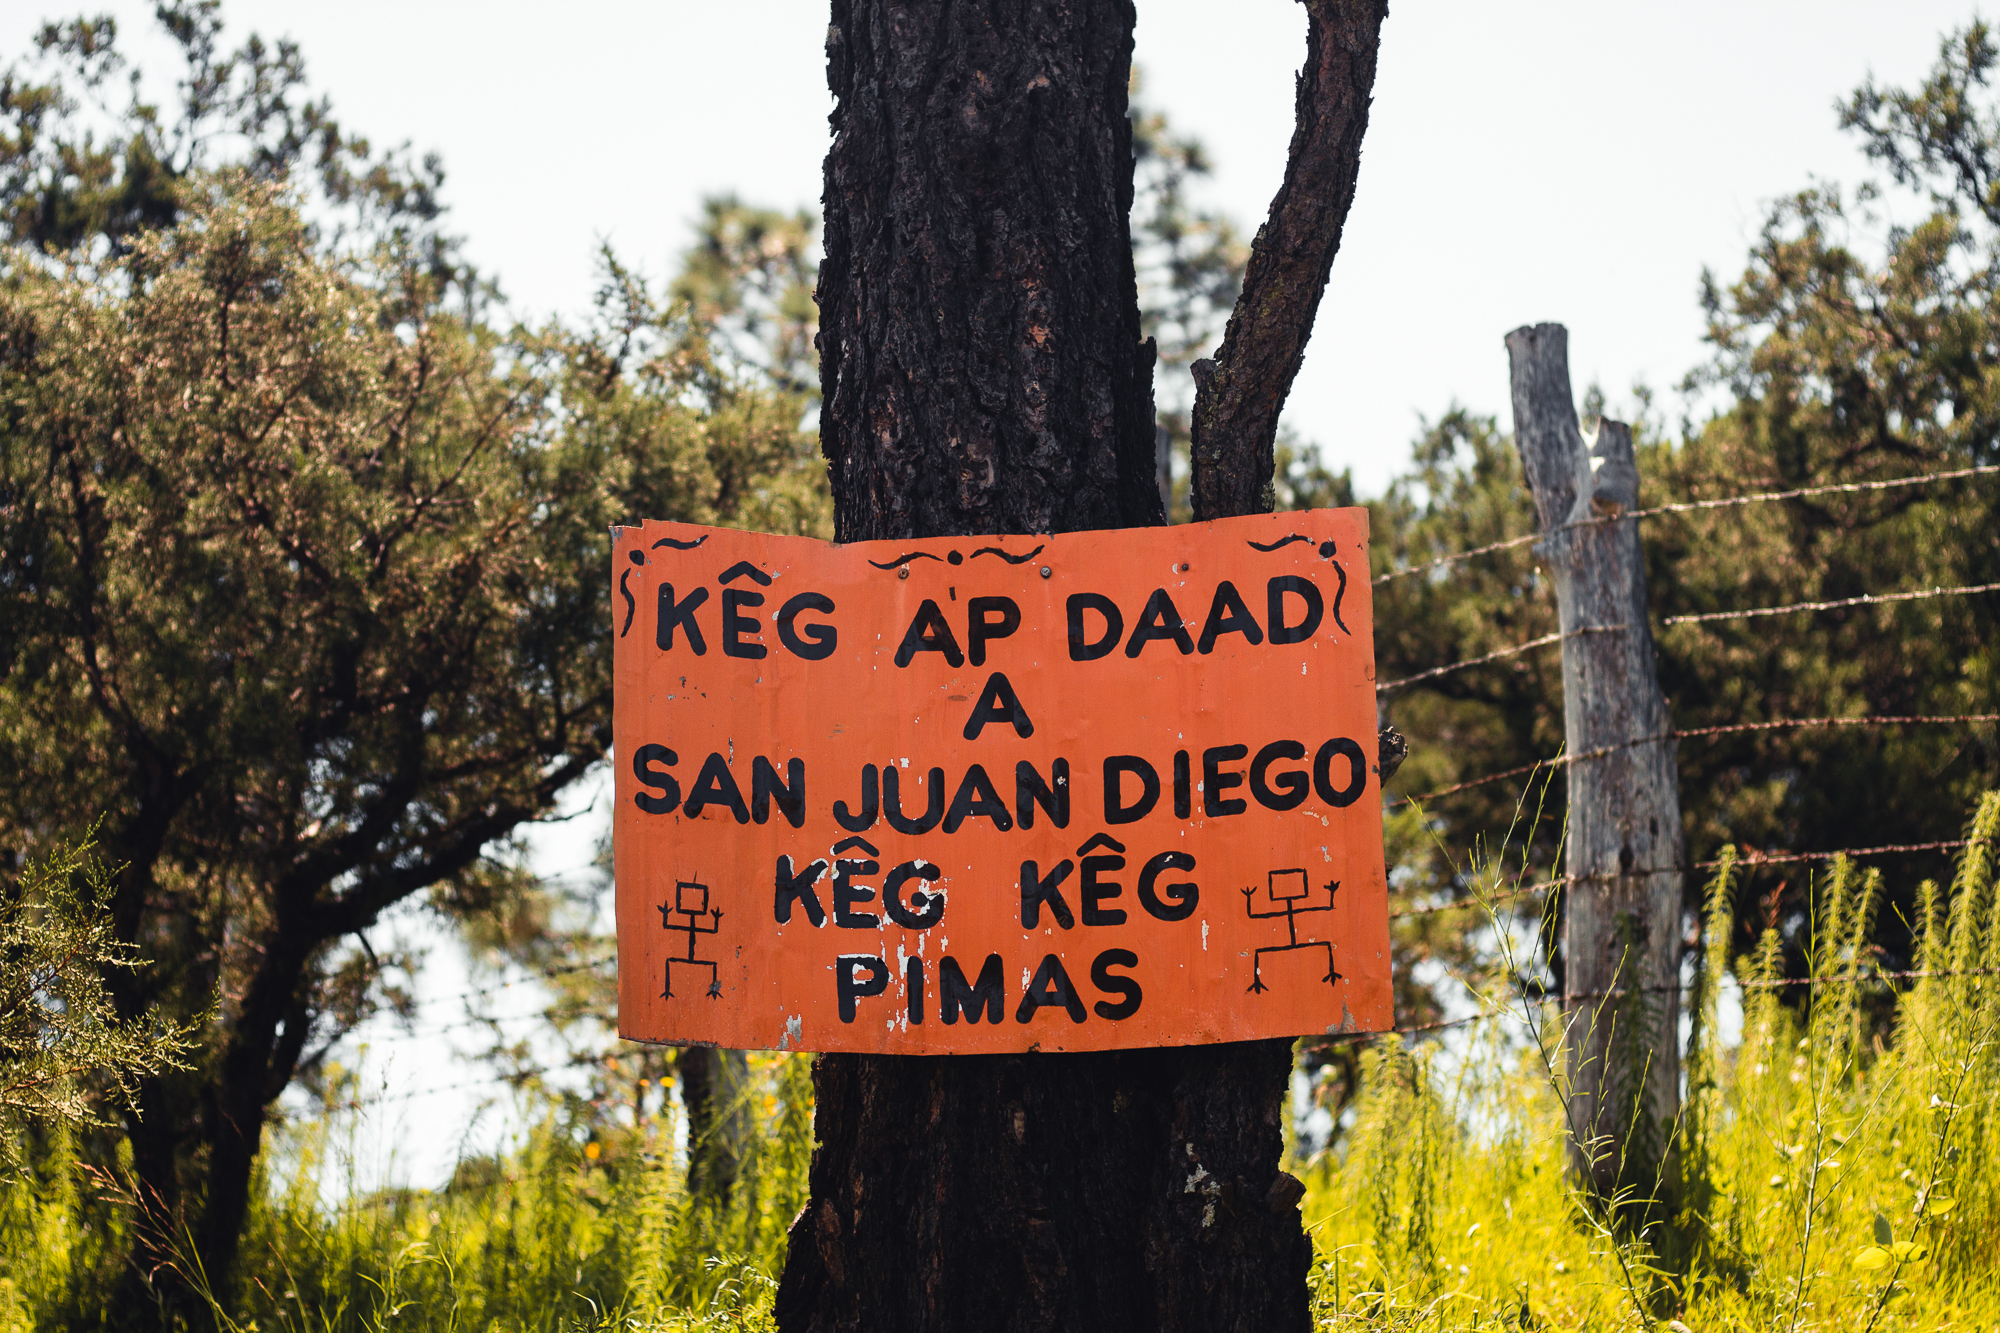 KÊG A'P DAAD
A
SAN JUAN DIEGO
KÊG KÊG
PIMAS